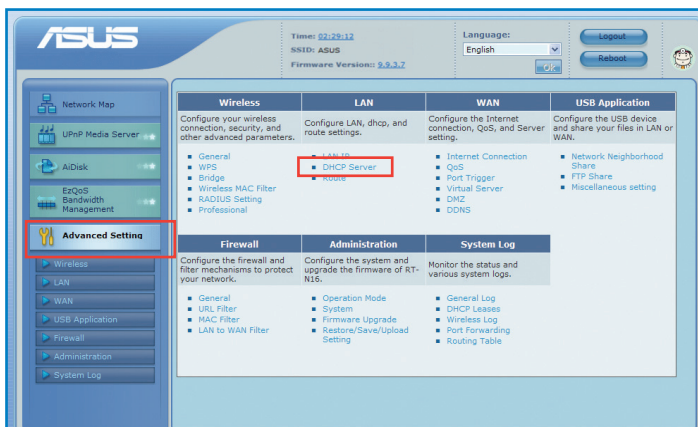 ASUS
Time: 02:29:12
SSID: ASUS
Firmware Version:: 9.9.3.7
Language:
English
Logout
Reboot
Network Map
UPnP Media Server
AiDisk
EzQoS
Bandwidth
Management
Advanced Setting
Wireless
LAN
WAN
USB Application
Firewall
Administration
System Log
Wireless
Configure your wireless
connection, security, and
other advanced parameters.
General
WPS
Bridge
Wireless MAC Filter
RADIUS Setting
Professional
LAN
Configure LAN, dhcp, and
route settings.
LAN IP
DHCP Server
Route
WAN
Configure the Internet
connection, QoS, and Server
setting.
Internet Connection
QoS
Port Trigger
Virtual Server
DMZ
DDNS
USB Application
Configure the USB device
and share your files in LAN or
WAN.
Network Neighborhood
Share
FTP Share
Miscellaneous setting
Firewall
Configure the firewall and
filter mechanisms to protect
your network.
General
URL Filter
MAC Filter
LAN to WAN Filter
Administration
Configure the system and
upgrade the firmware of RT-
N16.
Operation Mode
System
Firmware Upgrade
Restore/Save/Upload
Setting
System Log
Monitor the status and
various system logs.
General Log
DHCP Leases
Wireless Log
Port Forwarding
Routing Table